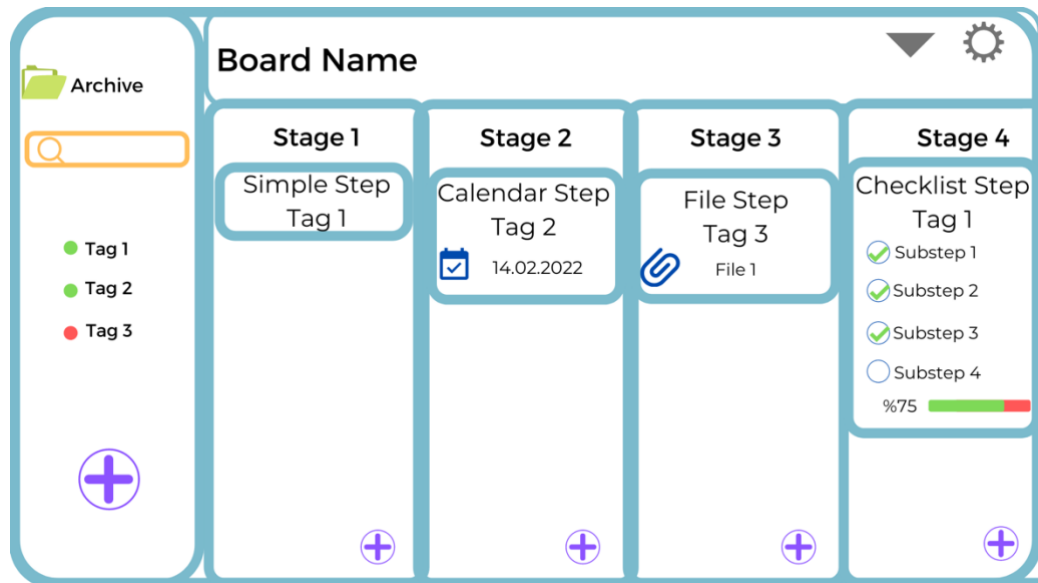 Archive
Tag 1
Tag 2
Tag 3
Board Name
Stage 1
Simple Step
Tag 1
Stage 2
Calendar Step
Tag 2
14.02.2022
Stage 3
File Step
Tag 3
File 1
Stage 4
Checklist Step
Tag 1
Substep 1
Substep 2
Substep 3
Substep 4
%75